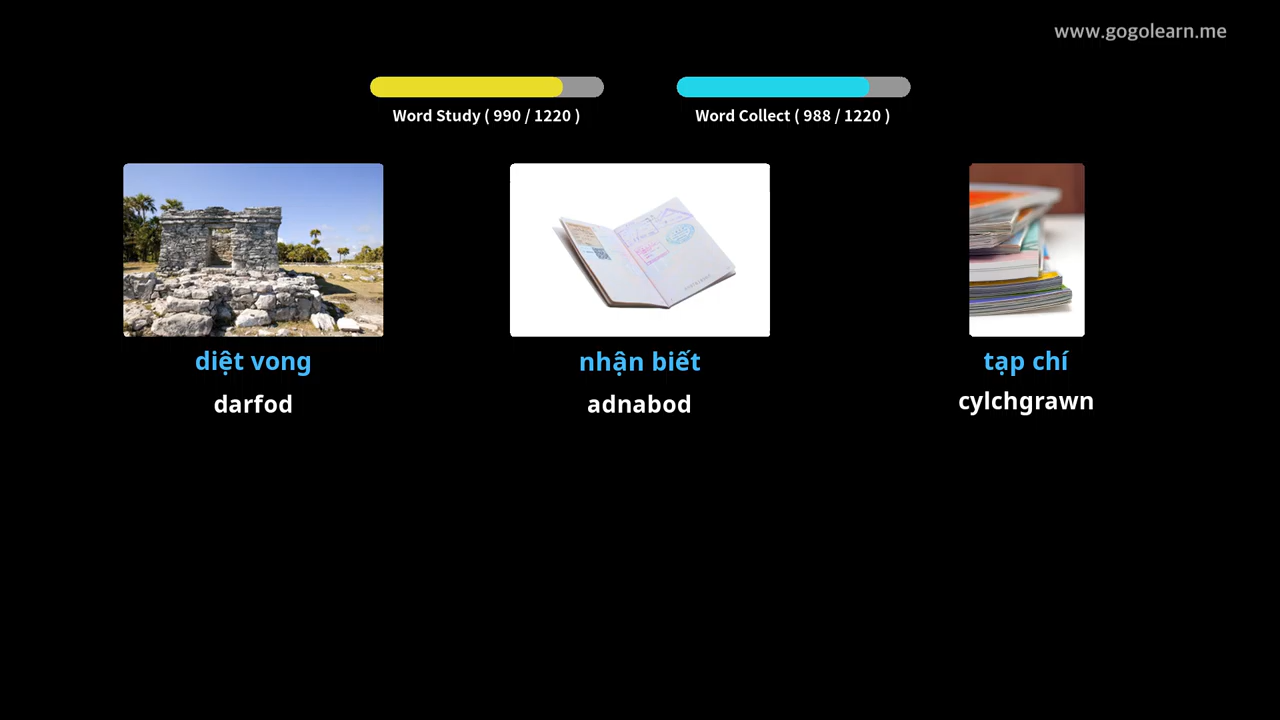 www.gogolearn.me
Word Study ( 990 / 1220 )
Word Collect ( 988 / 1220 )
diệt vong
nhận biết
tạp chí
darfod
adnabod
cylchgrawn